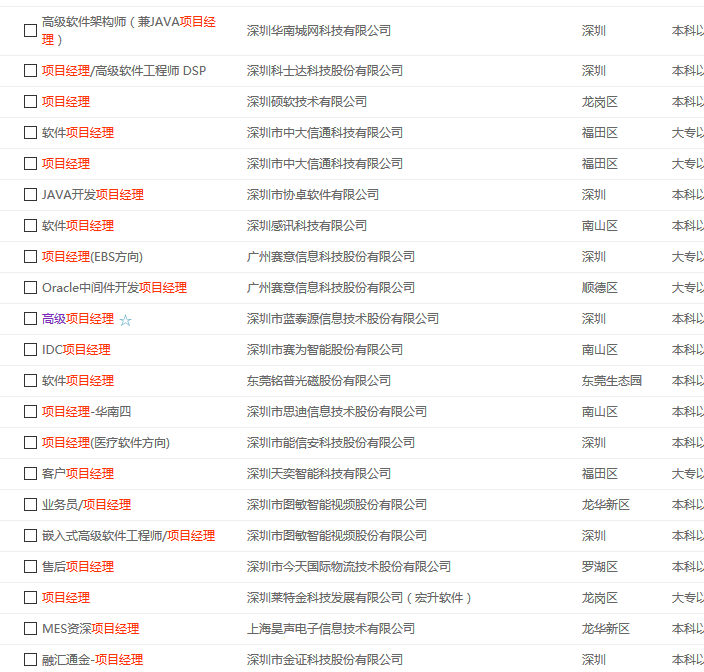 高级软件架构师（兼JAVA项目经理） 深圳华南城网科技有限公司 深圳 本科以
项目经理/高级软件工程师 DSP 深圳科士达科技股份有限公司 深圳 本科以
项目经理 深圳硕软技术有限公司 龙岗区 本科以
软件项目经理 深圳市中大信通科技有限公司 福田区 大专以
项目经理 深圳市中大信通科技有限公司 福田区 大专以
JAVA开发项目经理 深圳市协卓软件有限公司 深圳 本科以
软件项目经理 深圳感讯科技有限公司 南山区 本科以
项目经理(EBS方向) 广州赛意信息科技股份有限公司 深圳 大专以
Oracle中间件开发项目经理 广州赛意信息科技股份有限公司 顺德区 大专以
高级项目经理 深圳市蓝泰源信息技术股份有限公司 深圳 本科以
IDC项目经理 深圳市赛为智能股份有限公司 南山区 本科以
软件项目经理 东莞铭普光磁股份有限公司 东莞生态园 本科以
项目经理-华南四 深圳市思迪信息技术股份有限公司 南山区 本科以
项目经理(医疗软件方向) 深圳市能信安科技股份有限公司 深圳 本科以
客户项目经理 深圳天奕智能科技有限公司 福田区 大专以
业务员/项目经理 深圳市图敏智能视频股份有限公司 龙华新区 本科以
嵌入式高级软件工程师/项目经理 深圳市图敏智能视频股份有限公司 深圳 本科以
售后项目经理 深圳市今天国际物流技术股份有限公司 罗湖区 本科以
项目经理 深圳莱特金科技发展有限公司（宏升软件） 龙岗区 大专以
MES资深项目经理 上海昊声电子信息技术有限公司 龙华新区 本科以
融汇通金-项目经理 深圳市金证科技股份有限公司 深圳 本科以